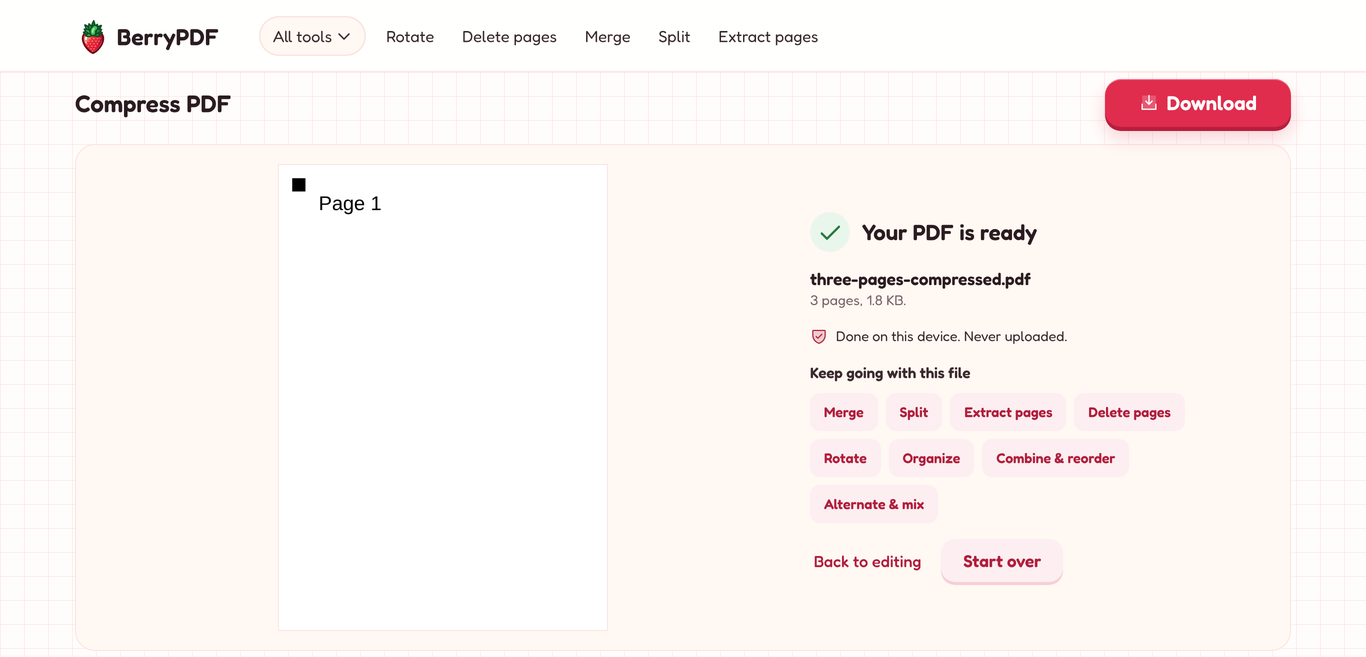 BerryPDF
All tools Rotate Delete pages Merge Split Extract pages
Compress PDF
Download
Page 1
Your PDF is ready
three-pages-compressed.pdf
3 pages, 1.8 KB.
Done on this device. Never uploaded.
Keep going with this file
Merge Split Extract pages Delete pages
Rotate Organize Combine & reorder
Alternate & mix
Back to editing Start over